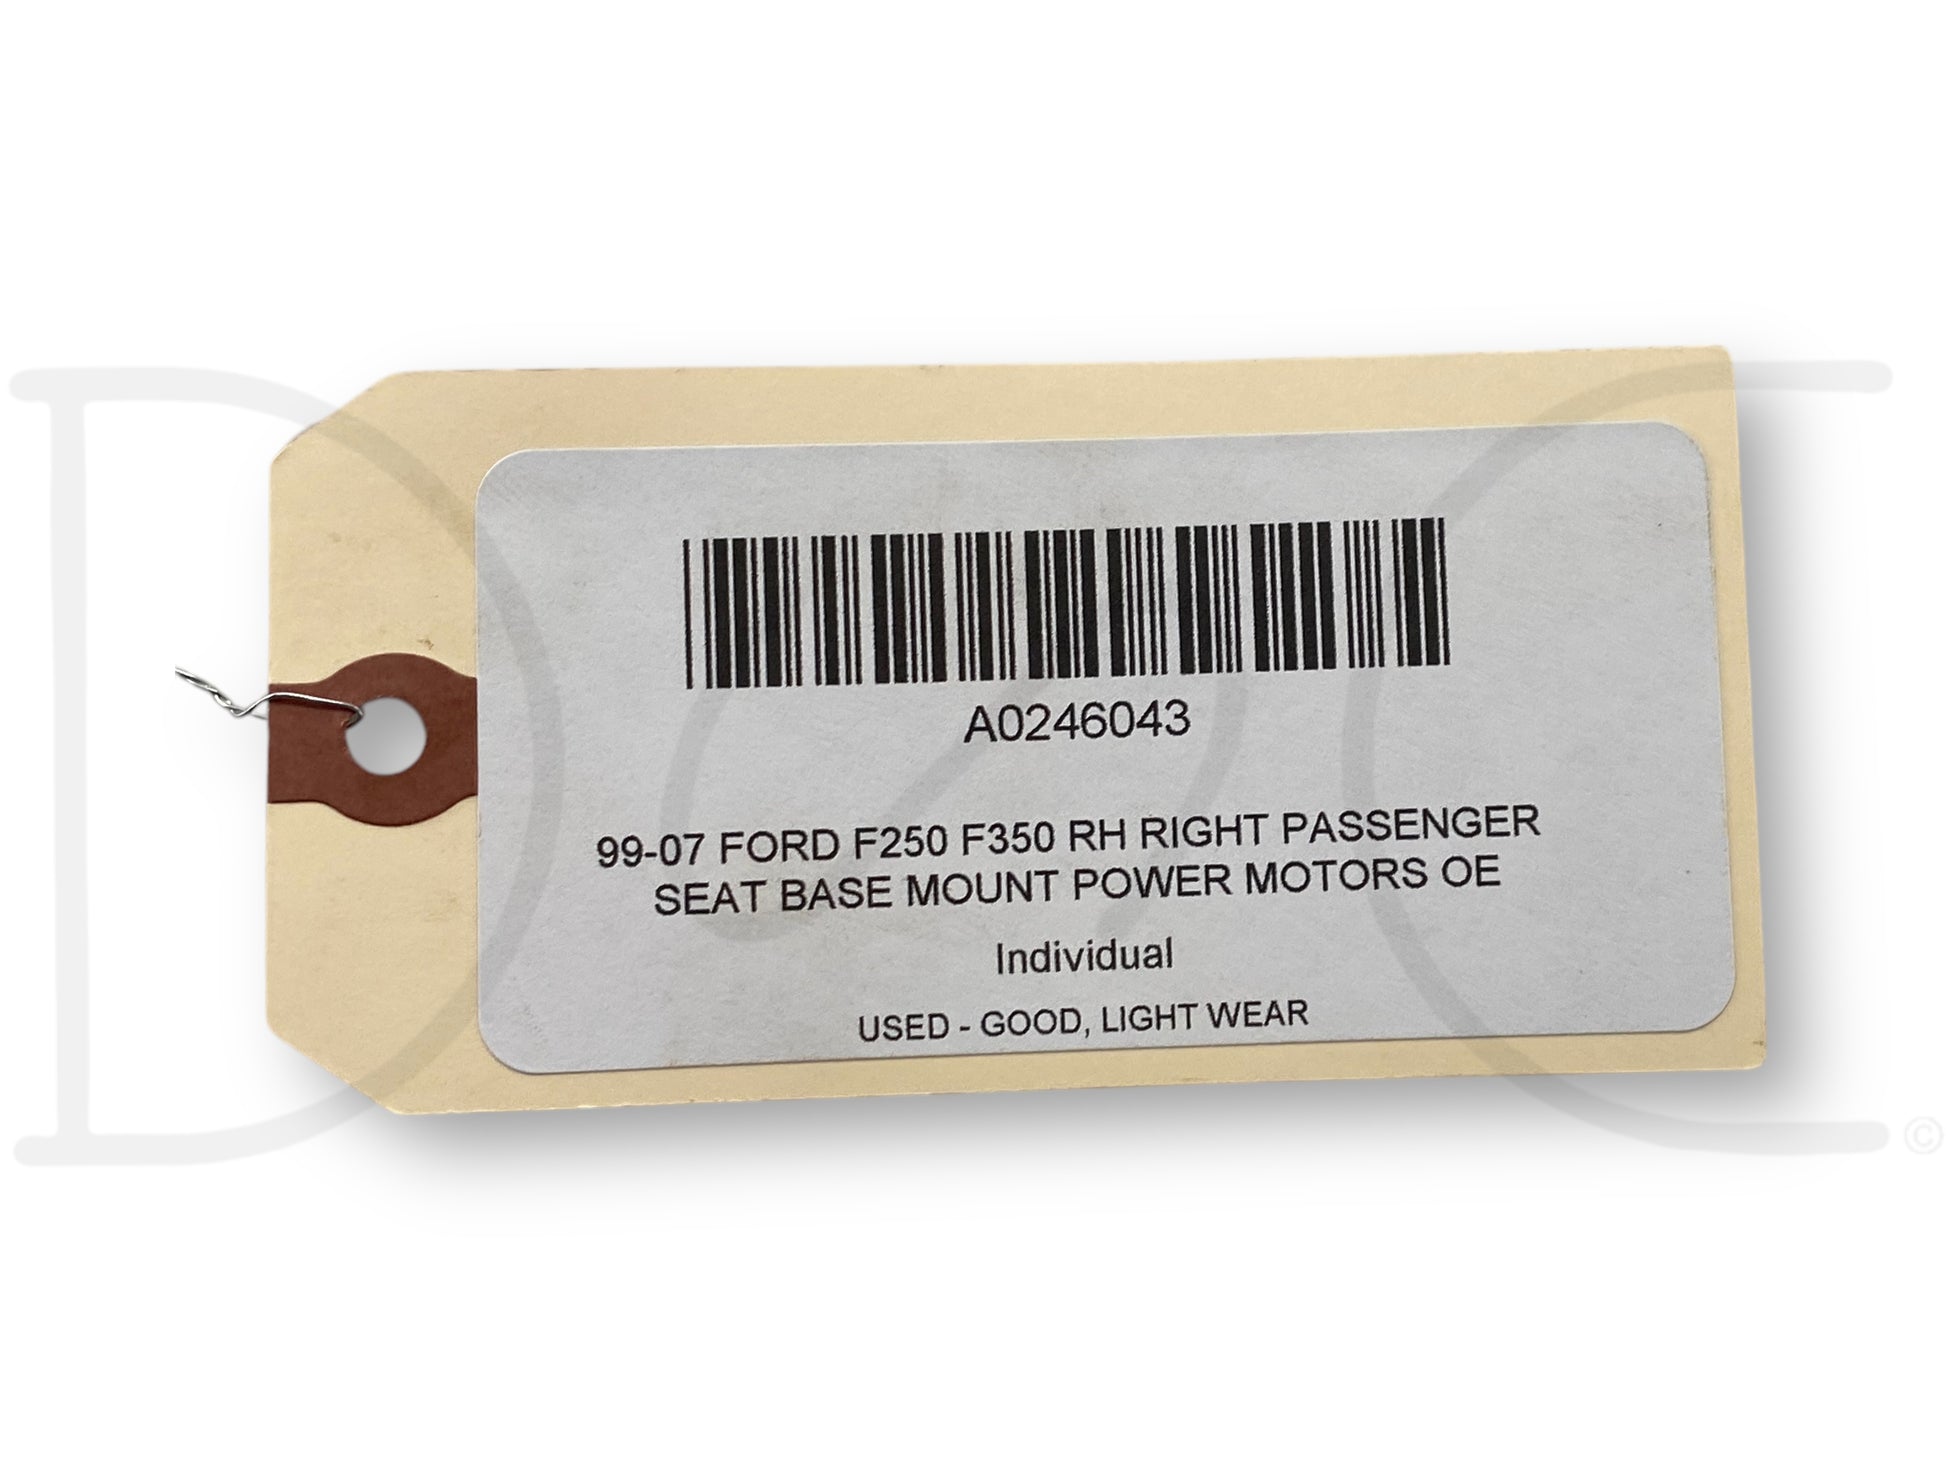 A0246043
99-07 FORD F250 F350 RH RIGHT PASSENGER
SEAT BASE MOUNT POWER MOTORS OE
Individual
USED - GOOD, LIGHT WEAR
©